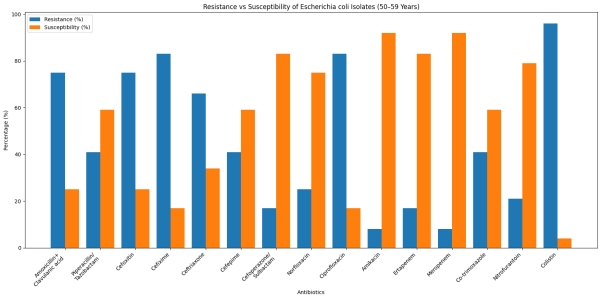 Resistance vs Susceptibility of Escherichia coli Isolates (50–59 Years)
Resistance (%)
Susceptibility (%)
Percentage (%)
100
80
60
40
20
0
Amoxicillin+
Clavulanic acid
Piperacillin/
Tazobactam
Cefoxitin
Cefixime
Ceftriaxone
Cefepime
Cefoperazone/
Sulbactam
Norfloxacin
Ciprofloxacin
Amikacin
Ertapenem
Meropenem
Co-trimoxazole
Nitrofurantoin
Colistin
Antibiotics